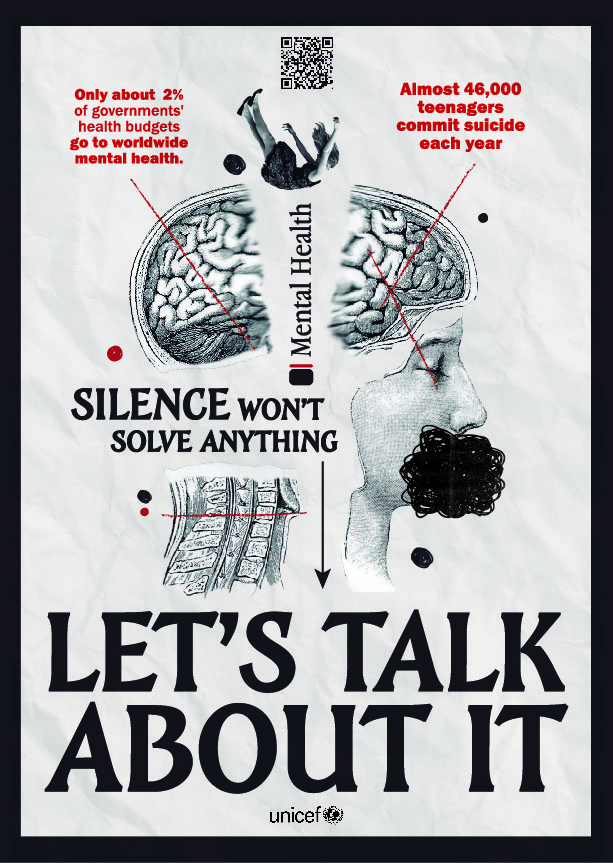 Only about 2%
of governments'
health budgets
go to worldwide
mental health.
Almost 46,000
teenagers
commit suicide
each year
Mental Health
SILENCE WON'T
SOLVE ANYTHING
LET'S TALK
ABOUT IT
unicef